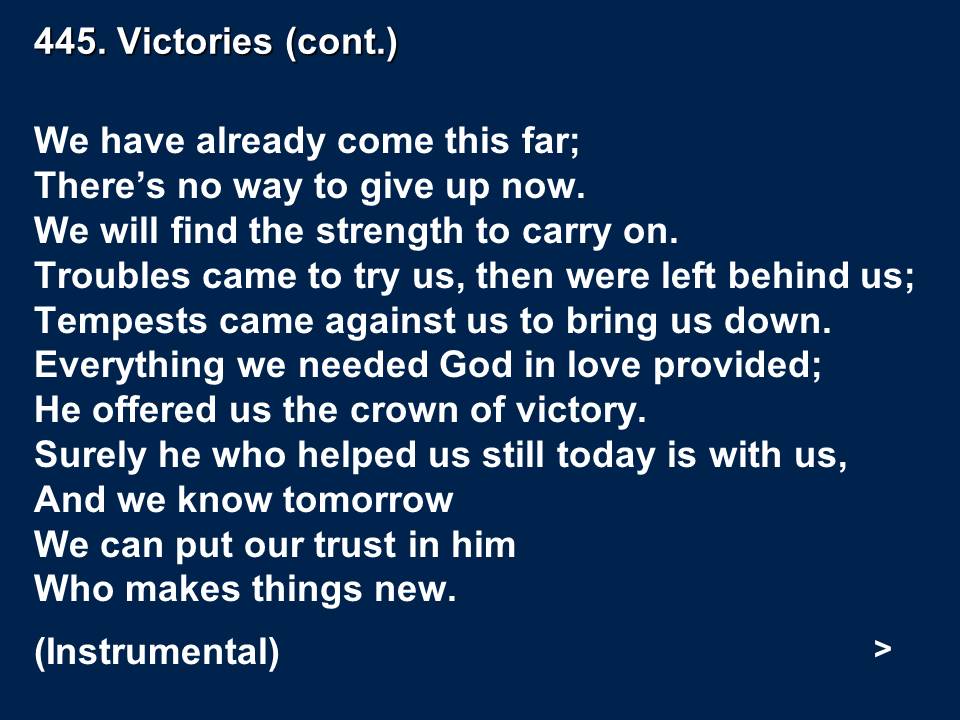 445. Victories (cont.)
We have already come this far;
There’s no way to give up now.
We will find the strength to carry on.
Troubles came to try us, then were left behind us;
Tempests came against us to bring us down.
Everything we needed God in love provided;
He offered us the crown of victory.
Surely he who helped us still today is with us,
And we know tomorrow
We can put our trust in him
Who makes things new.
(Instrumental) >